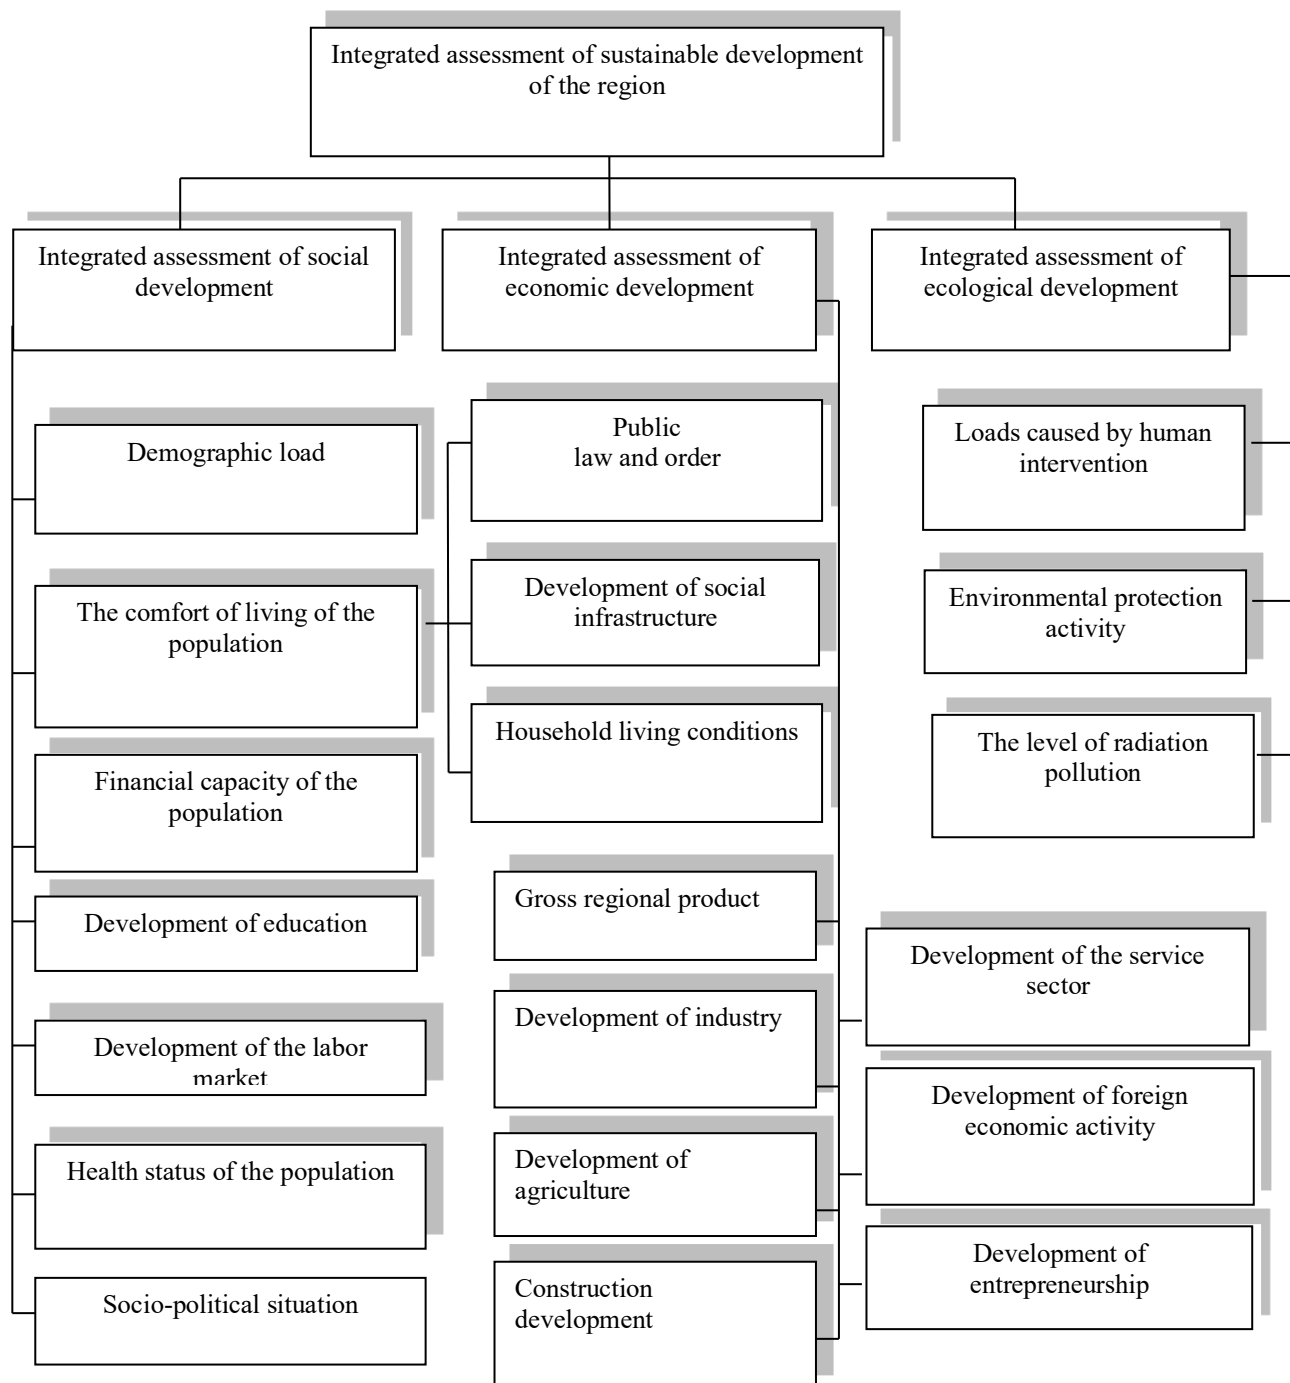 Integrated assessment of sustainable development
of the region
Integrated assessment of social
development
Integrated assessment of
economic development
Integrated assessment of
ecological development
Demographic load
The comfort of living of the
population
Financial capacity of the
population
Development of education
Development of the labor
market
Health status of the population
Socio-political situation
Public
law and order
Development of social
infrastructure
Household living conditions
Gross regional product
Development of industry
Development of
agriculture
Construction
development
Loads caused by human
intervention
Environmental protection
activity
The level of radiation
pollution
Development of the service
sector
Development of foreign
economic activity
Development of
entrepreneurship